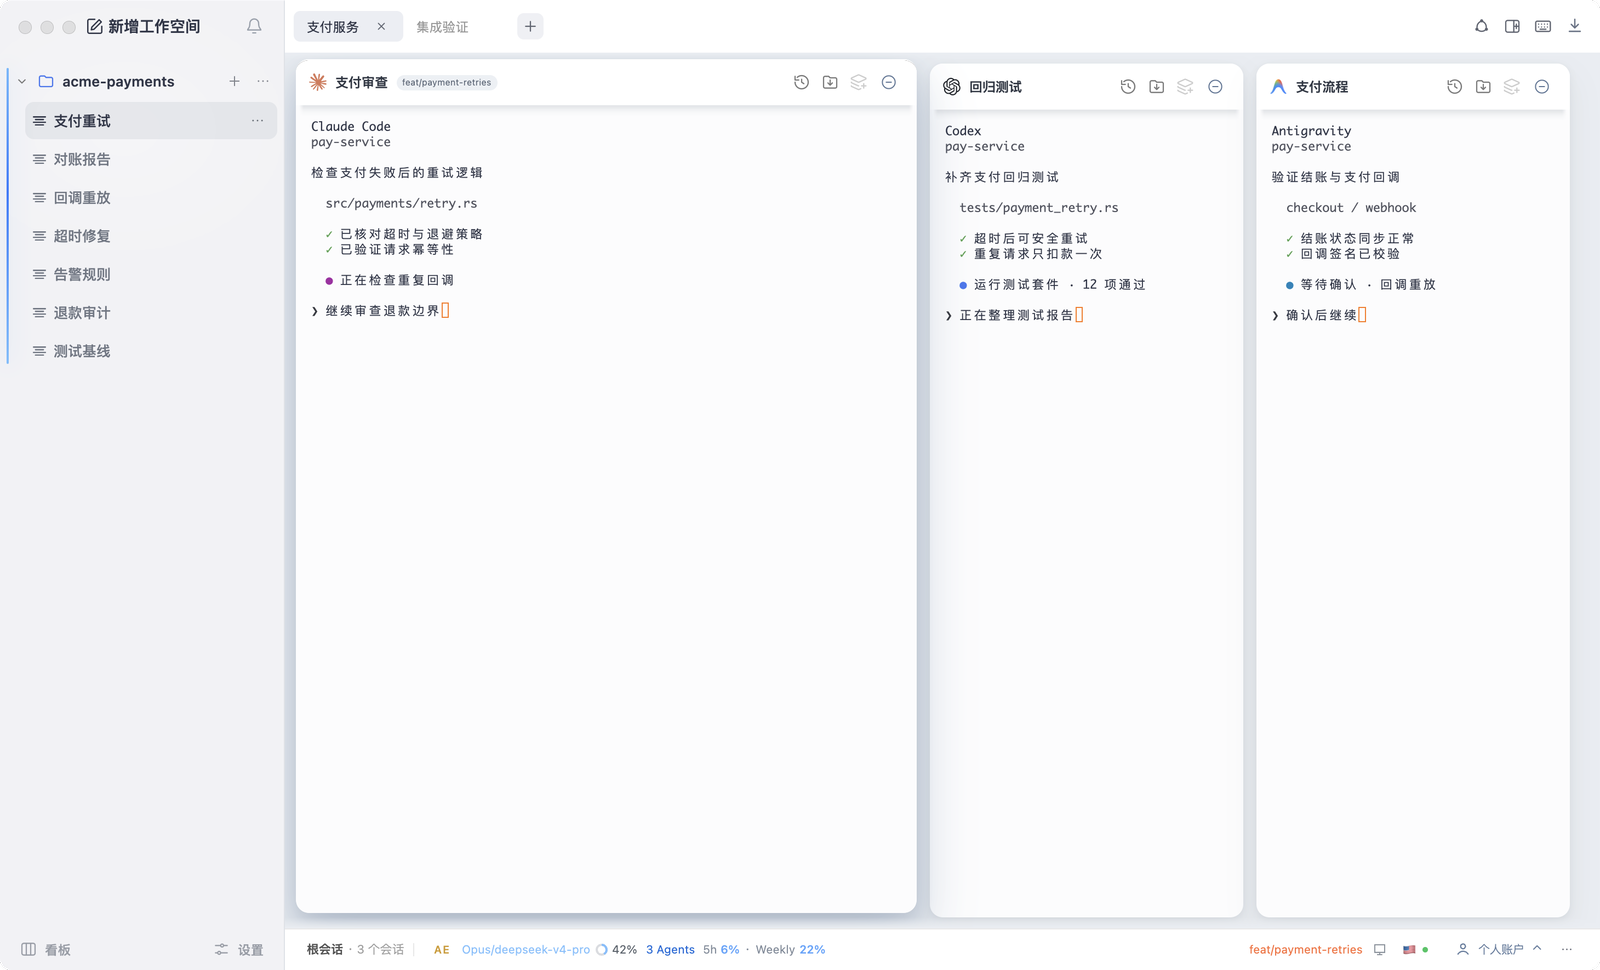 新增工作空间
acme-payments
支付重试
对账报告
回调重放
超时修复
告警规则
退款审计
测试基线
看板
设置
支付服务
集成验证
支付审查 feat/payment-retries
Claude Code
pay-service
检查支付失败后的重试逻辑
src/payments/retry.rs
✓ 已核对超时与退避策略
✓ 已验证请求幂等性
● 正在检查重复回调
❯ 继续审查退款边界
回归测试
Codex
pay-service
补齐支付回归测试
tests/payment_retry.rs
✓ 超时后可安全重试
✓ 重复请求只扣款一次
● 运行测试套件 · 12 项通过
❯ 正在整理测试报告
支付流程
Antigravity
pay-service
验证结账与支付回调
checkout / webhook
✓ 结账状态同步正常
✓ 回调签名已校验
● 等待确认 · 回调重放
❯ 确认后继续
根会话 · 3 个会话 AE Opus/deepseek-v4-pro 42% 3 Agents 5h 6% · Weekly 22% feat/payment-retries 个人账户